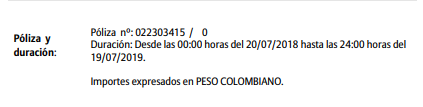 Póliza y
duración:
Póliza nº: 022303415 / 0
Duración: Desde las 00:00 horas del 20/07/2018 hasta las 24:00 horas del
19/07/2019.
Importes expresados en PESO COLOMBIANO.